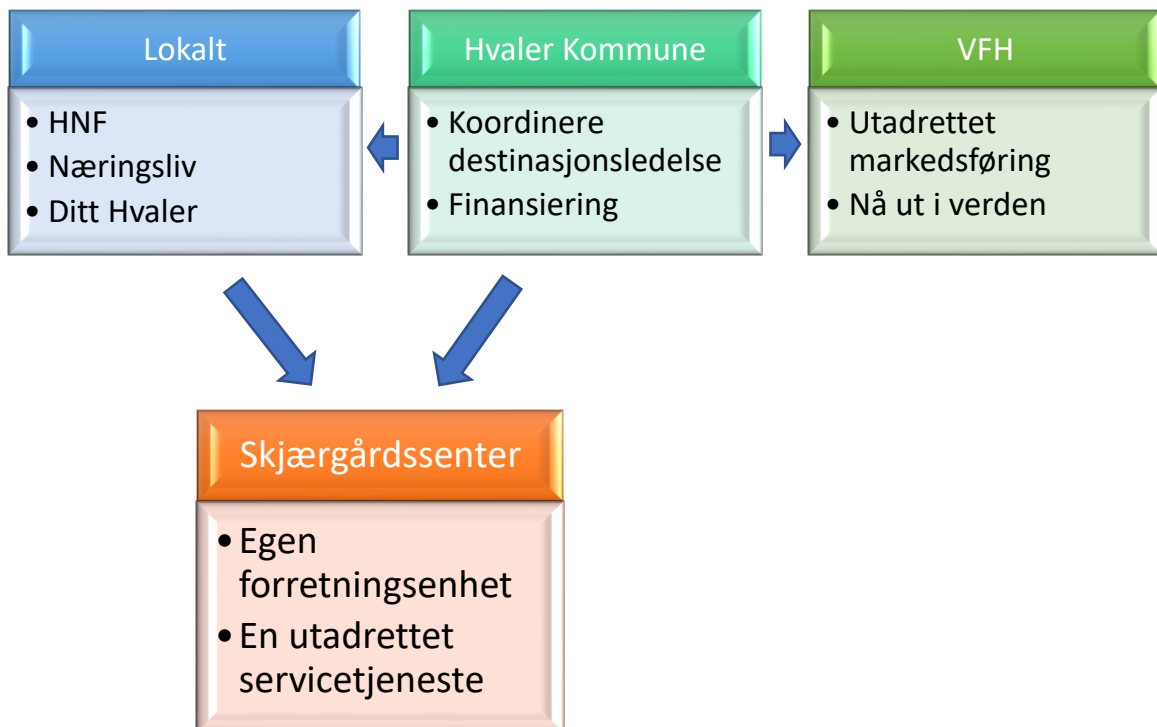 Lokalt
• HNF
• Næringsliv
• Ditt Hvaler
Hvaler Kommune
• Koordinere
destinasjonsledelse
• Finansiering
VFH
• Utadrettet
markedsføring
• Nå ut i verden
Skjærgårdssenter
• Egen
forretningsenhet
• En utadrettet
servicetjeneste